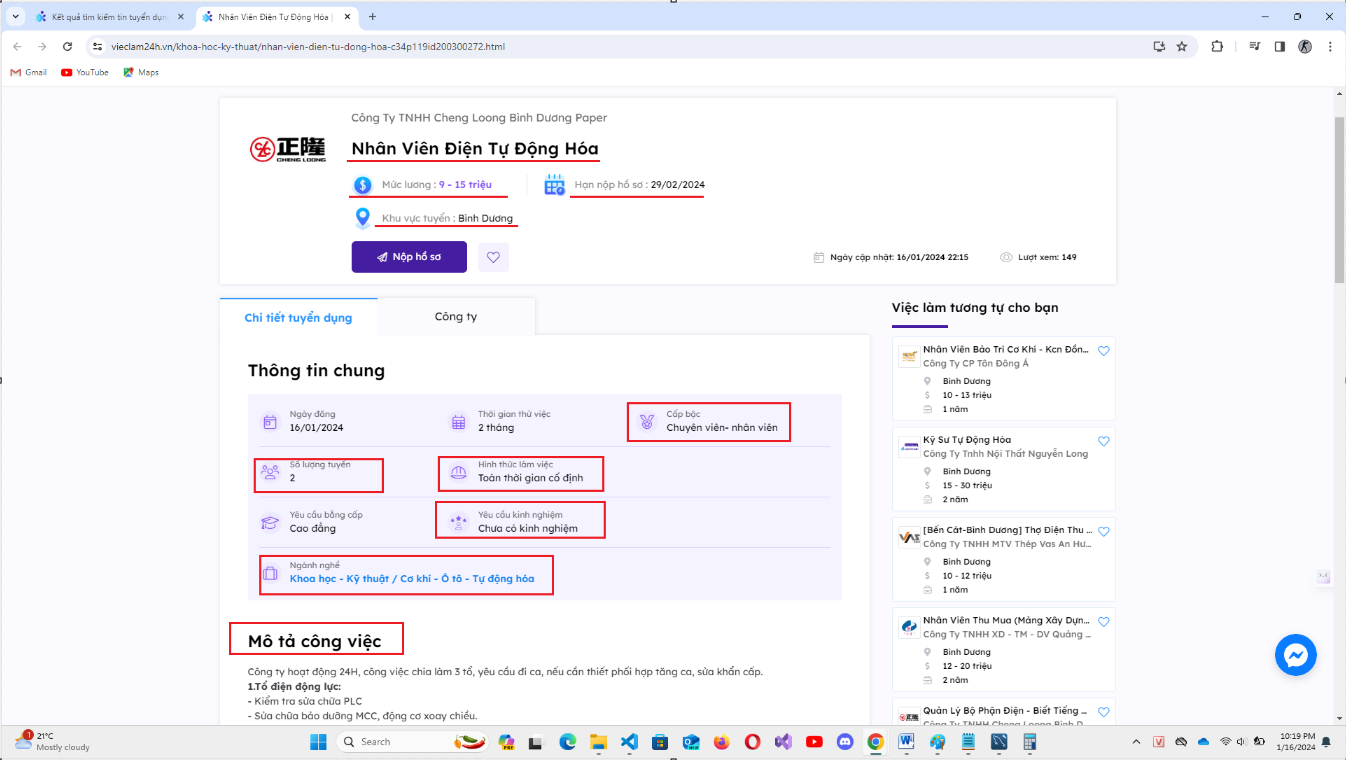 Kết quả tìm kiếm tin tuyển dụn
Nhân Viên Điện Tự Động Hóa |
vieclam24h.vn/khoa-hoc-ky-thuat/nhan-vien-dien-tu-dong-hoa-c34p119id200300272.html
Gmail
YouTube
Maps
Công Ty TNHH Cheng Loong Bình Dương Paper
正隆
CHENG LOONG
Nhân Viên Điện Tự Động Hóa
Mức lương : 9 - 15 triệu
Hạn nộp hồ sơ : 29/02/2024
Khu vực tuyển : Bình Dương
Nộp hồ sơ
Ngày cập nhật: 16/01/2024 22:15
Lượt xem: 149
Chi tiết tuyển dụng
Công ty
Thông tin chung
Ngày đăng
16/01/2024
Thời gian thử việc
2 tháng
Cấp bậc
Chuyên viên- nhân viên
Số lượng tuyển
2
Hình thức làm việc
Toàn thời gian cố định
Yêu cầu bằng cấp
Cao đẳng
Yêu cầu kinh nghiệm
Chưa có kinh nghiệm
Ngành nghề
Khoa học - Kỹ thuật / Cơ khí - Ô tô - Tự động hóa
Mô tả công việc
Công ty hoạt động 24H, công việc chia làm 3 tổ, yêu cầu đi ca, nếu cần thiết phối hợp tăng ca, sửa khẩn cấp.
1.Tổ điện động lực:
- Kiểm tra sửa chữa PLC
- Sửa chữa bảo dưỡng MCC, động cơ xoay chiều.
Việc làm tương tự cho bạn
Nhân Viên Bảo Trì Cơ Khí - Kcn Đồn...
Công Ty CP Tôn Đông Á
Bình Dương
10 - 13 triệu
1 năm
Kỹ Sư Tự Động Hóa
Công Ty Tnhh Nội Thất Nguyễn Long
Bình Dương
15 - 30 triệu
2 năm
[Bến Cát-Bình Dương] Thợ Điện Thu ...
Công Ty TNHH MTV Thép Vas An Hư...
VAS
Bình Dương
10 - 12 triệu
1 năm
Nhân Viên Thu Mua (Mảng Xây Dựn...
Công Ty TNHH XD - TM - DV Quảng ...
Bình Dương
12 - 20 triệu
2 năm
Quản Lý Bộ Phận Điện - Biết Tiếng ...
Công Ty TNHH Cheng Loong Bình D...
1
21°C
Mostly cloudy
Search
10:19 PM
1/16/2024